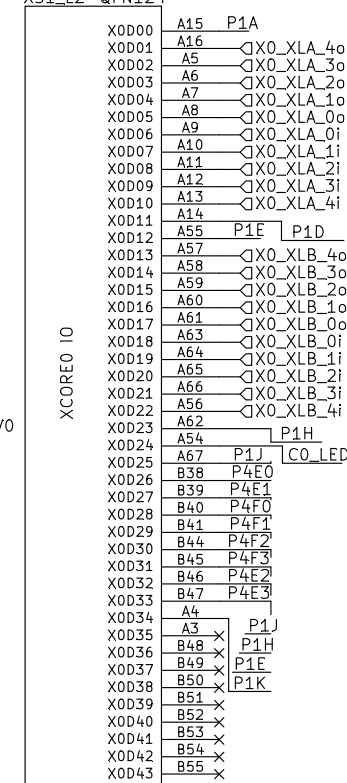 X0D00 A15 P1A
X0D01 A16 X0_XLA_4o
X0D02 A5 X0_XLA_3o
X0D03 A6 X0_XLA_2o
X0D04 A7 X0_XLA_1o
X0D05 A8 X0_XLA_0o
X0D06 A9 X0_XLA_0i
X0D07 A10 X0_XLA_1i
X0D08 A11 X0_XLA_2i
X0D09 A12 X0_XLA_3i
X0D10 A13 X0_XLA_4i
X0D11 A14
X0D12 A55 P1E P1D
X0D13 A57 X0_XLB_4o
X0D14 A58 X0_XLB_3o
X0D15 A59 X0_XLB_2o
X0D16 A60 X0_XLB_1o
X0D17 A61 X0_XLB_0o
X0D18 A63 X0_XLB_0i
X0D19 A64 X0_XLB_1i
X0D20 A65 X0_XLB_2i
X0D21 A66 X0_XLB_3i
X0D22 A56 X0_XLB_4i
XCORE0 IO
X0D23 A62
X0D24 A54 P1H
X0D25 A67 P1J C0_LED
X0D26 B38 P4E0
X0D27 B39 P4E1
X0D28 B40 P4F0
X0D29 B41 P4F1
X0D30 B44 P4F2
X0D31 B45 P4F3
X0D32 B46 P4E2
X0D33 B47 P4E3
X0D34 A4
X0D35 A3 P1J
X0D36 B48 P1H
X0D37 B49 P1E
X0D38 B50 P1K
X0D39 B51
X0D40 B52
X0D41 B53
X0D42 B54
X0D43 B55